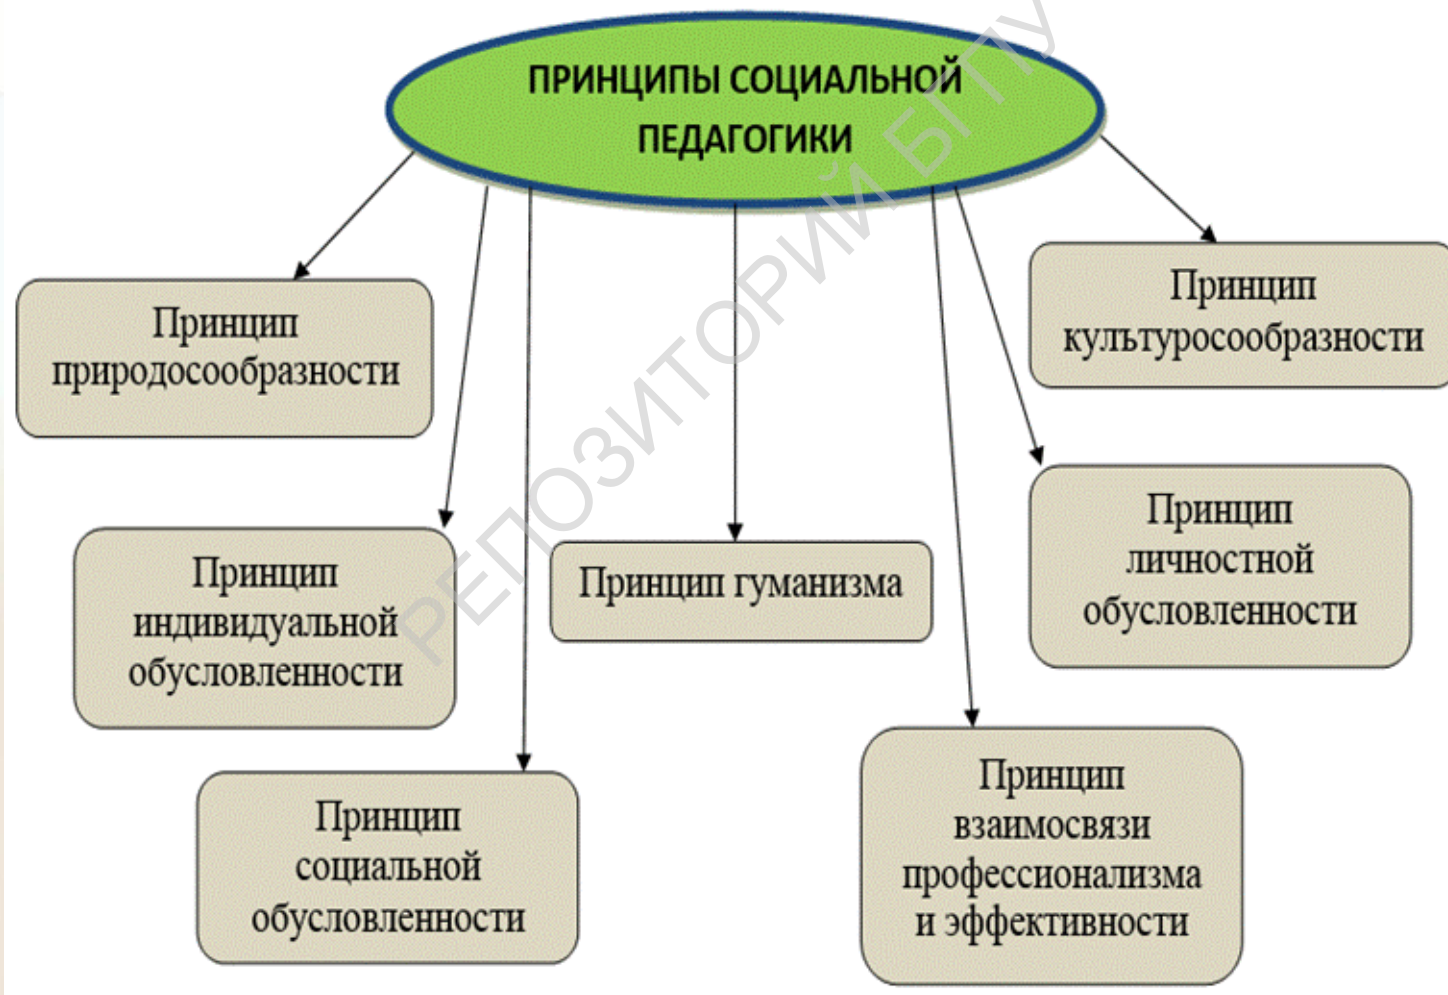 ПРИНЦИПЫ СОЦИАЛЬНОЙ
ПЕДАГОГИКИ
Принцип
природосообразности
Принцип
культуросообразности
Принцип
индивидуальной
обусловленности
Принцип гуманизма
Принцип
личностной
обусловленности
Принцип
социальной
обусловленности
Принцип
взаимосвязи
профессионализма
и эффективности
РЕПОЗИТОРИЙ БГПУ